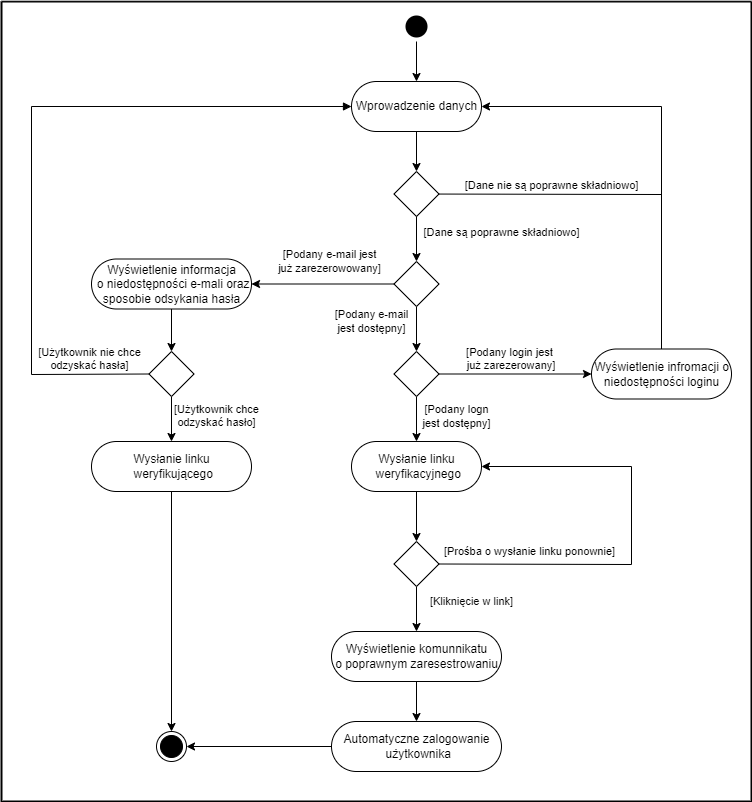 Wprowadzenie danych
[Dane nie są poprawne składniowo]
[Dane są poprawne składniowo]
[Podany e-mail jest
już zarezerowowany]
Wyświetlenie informacja
o niedostępności e-mali oraz
sposobie odsykania hasła
[Podany e-mail
jest dostępny]
[Użytkownik nie chce
odzyskać hasła]
[Podany login jest
już zarezerowany]
Wyświetlenie infromacji o
niedostępności loginu
[Użytkownik chce
odzyskać hasło]
[Podany logn
jest dostępny]
Wysłanie linku
weryfikującego
Wysłanie linku
weryfikacyjnego
[Prośba o wysłanie linku ponownie]
[Kliknięcie w link]
Wyświetlenie komunnikatu
o poprawnym zaresestrowaniu
Automatyczne zalogowanie
użytkownika